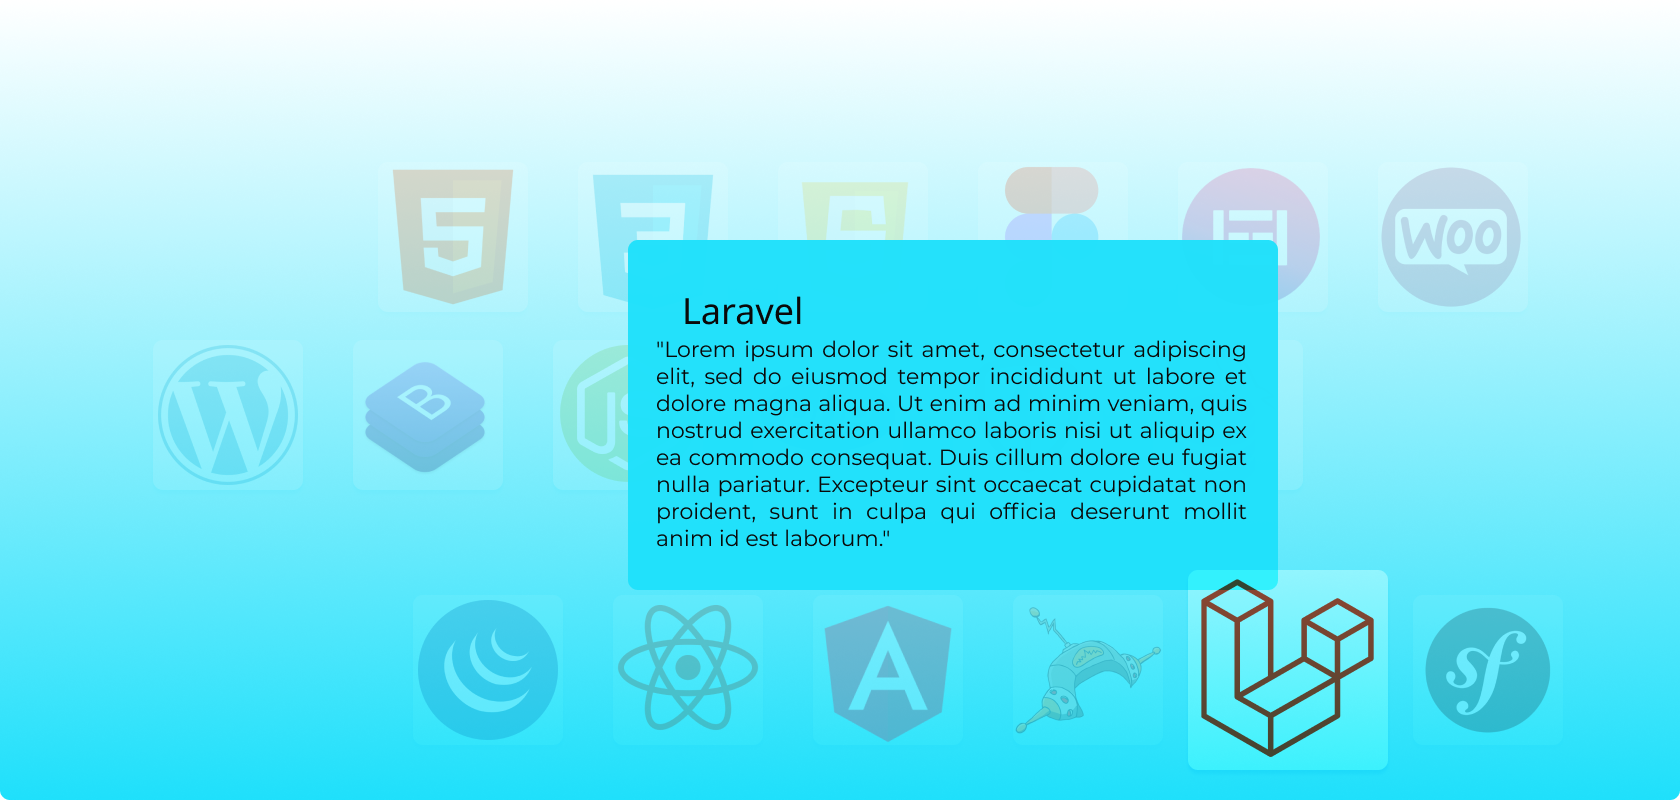 WOO
Laravel
"Lorem ipsum dolor sit amet, consectetur adipiscing
elit, sed do eiusmod tempor incididunt ut labore et
dolore magna aliqua. Ut enim ad minim veniam, quis
nostrud exercitation ullamco laboris nisi ut aliquip ex
ea commodo consequat. Duis cillum dolore eu fugiat
nulla pariatur. Excepteur sint occaecat cupidatat non
proident, sunt in culpa qui officia deserunt mollit
anim id est laborum."
W
B
JS
A
sf